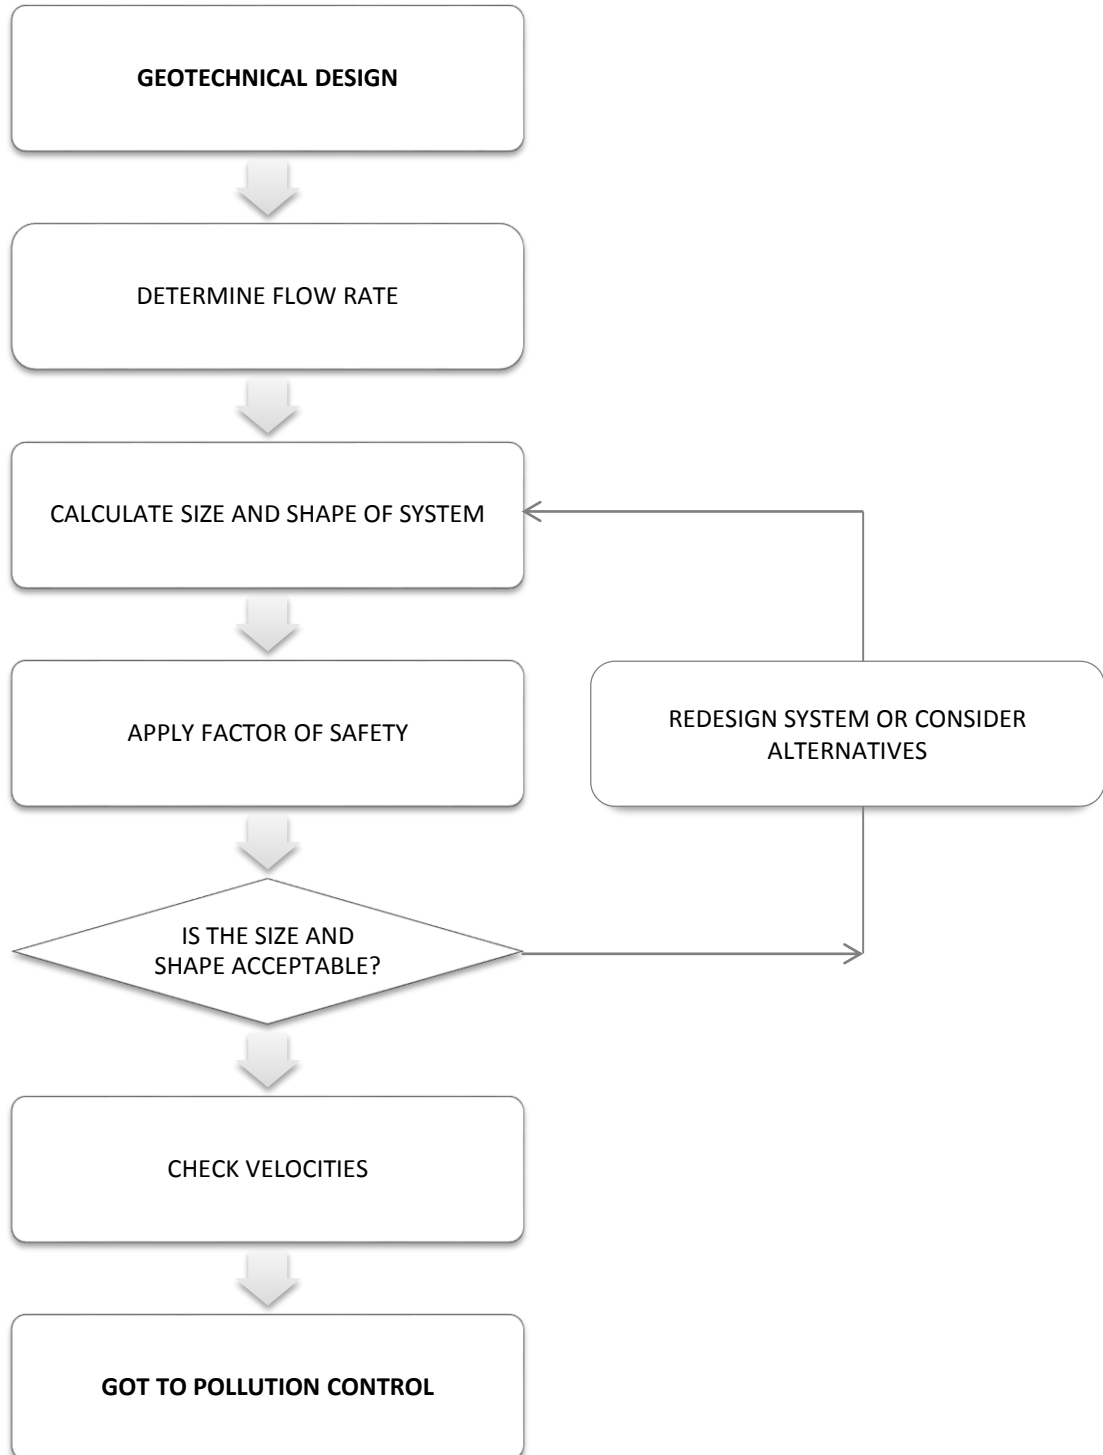 GEOTECHNICAL DESIGN
DETERMINE FLOW RATE
CALCULATE SIZE AND SHAPE OF SYSTEM
APPLY FACTOR OF SAFETY
REDESIGN SYSTEM OR CONSIDER
ALTERNATIVES
IS THE SIZE AND
SHAPE ACCEPTABLE?
CHECK VELOCITIES
GOT TO POLLUTION CONTROL